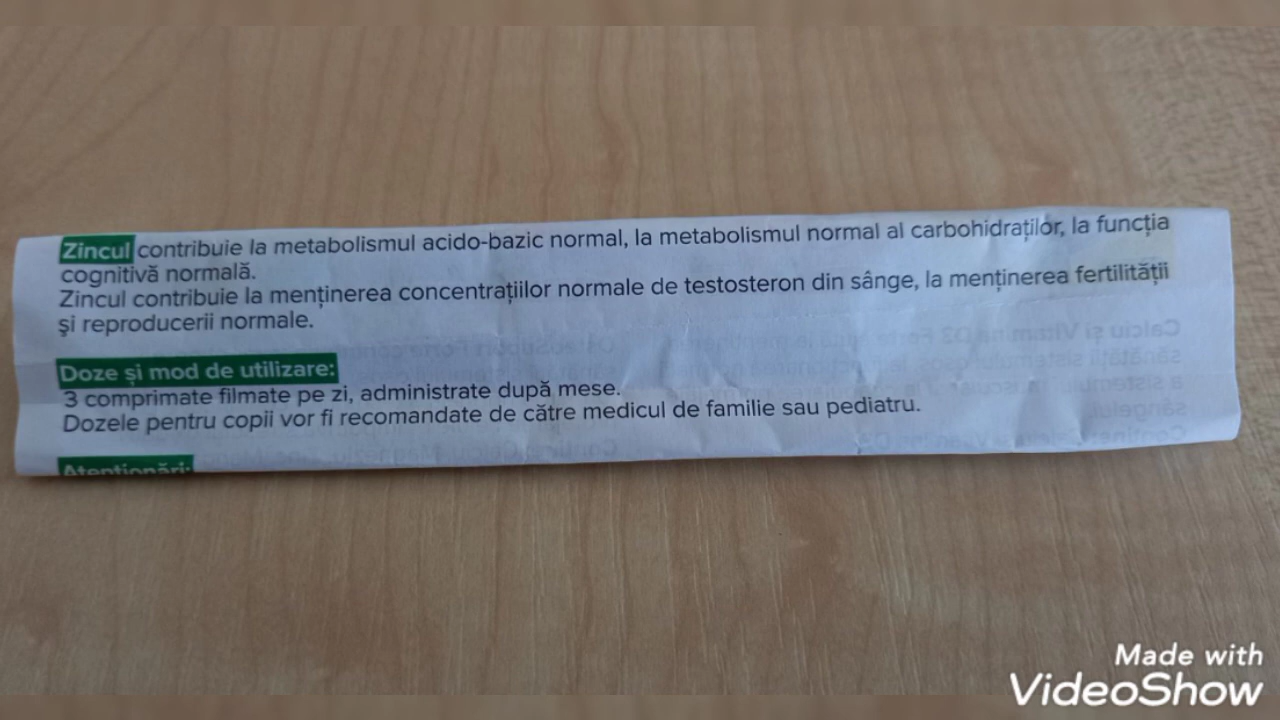 Zincul contribuie la metabolismul acido-bazic normal, la metabolismul normal al carbohidraților, la funcția
cognitivă normală.
Zincul contribuie la menținerea concentrațiilor normale de testosteron din sânge, la menținerea fertilității
și reproducerii normale.
Doze și mod de utilizare:
3 comprimate filmate pe zi, administrate după mese.
Dozele pentru copii vor fi recomandate de către medicul de familie sau pediatru.
Atenționări:
Made with
VideoShow